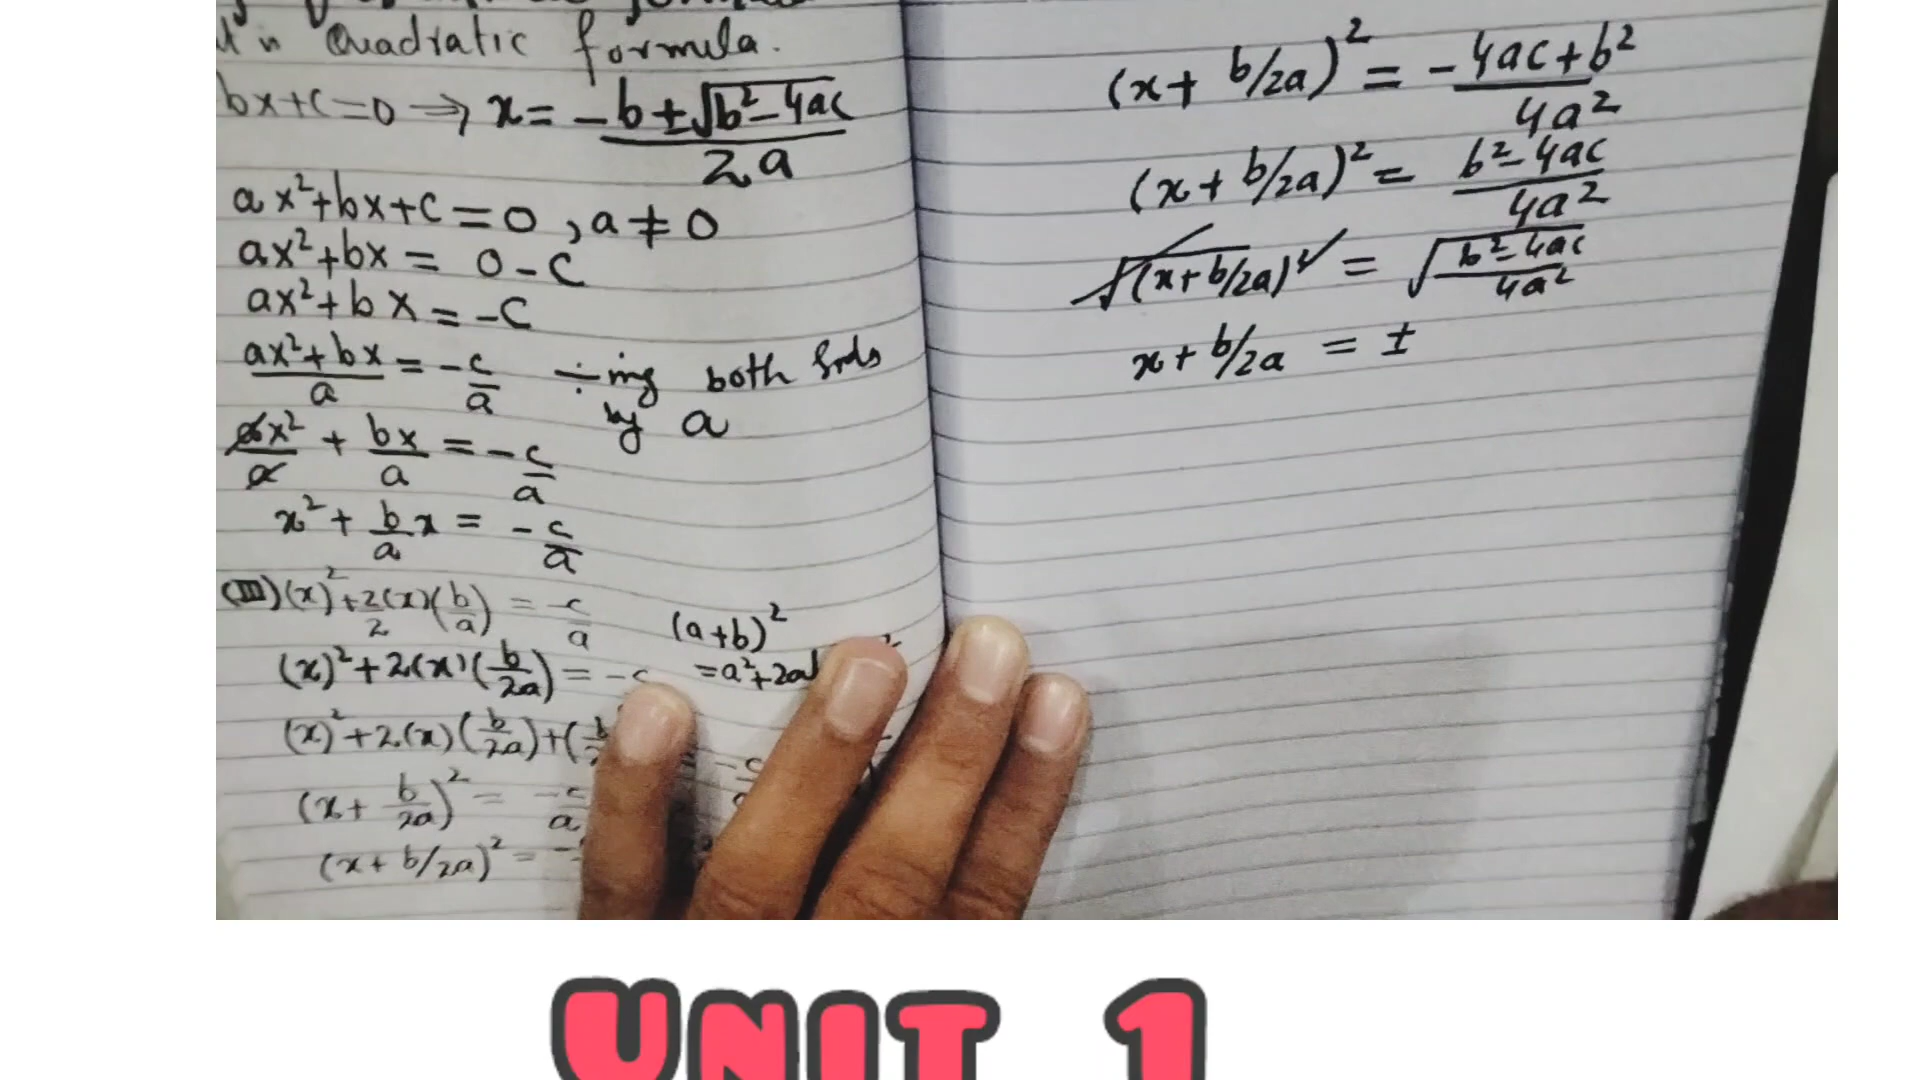 Quadratic formula.
bx+c=0 → x= -b±√b²-4ac / 2a
ax²+bx+c=0, a≠0
ax²+bx = 0-c
ax²+bx = -c
ax²+bx / a = -c/a ÷ing both
by a
ax²/a + bx/a = -c/a
x² + b/a x = -c/a
(III) (x)²+2(x)/2 (b/a) = -c/a
(a+b)²
(x)²+2(x)(b/2a) = -c
=a²+2a
(x)²+2(x)(b/2a)+(
-c
(x+ b/2a)² = -c/a
(x+b/2a)² = -
(x+ b/2a)² = -4ac+b² / 4a²
(x+b/2a)² = b²-4ac / 4a²
√(x+b/2a)² = √b²-4ac / 4a²
x+b/2a = ±
UNIT 1